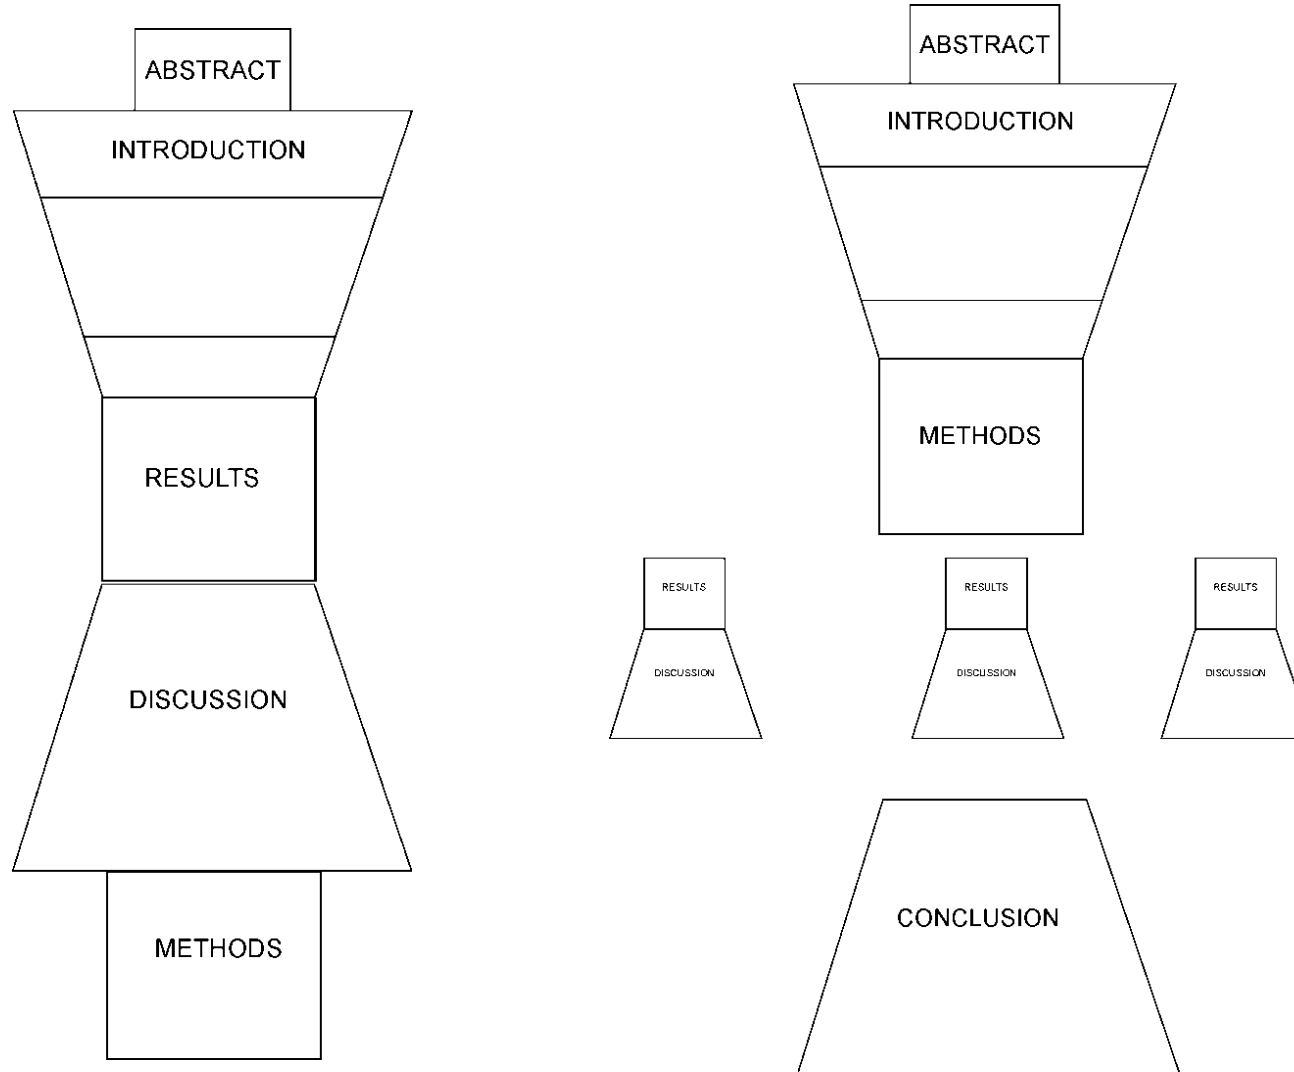 ABSTRACT
INTRODUCTION
RESULTS
DISCUSSION
METHODS
ABSTRACT
INTRODUCTION
METHODS
RESULTS
DISCUSSION
RESULTS
DISCUSSION
RESULTS
DISCUSSION
CONCLUSION